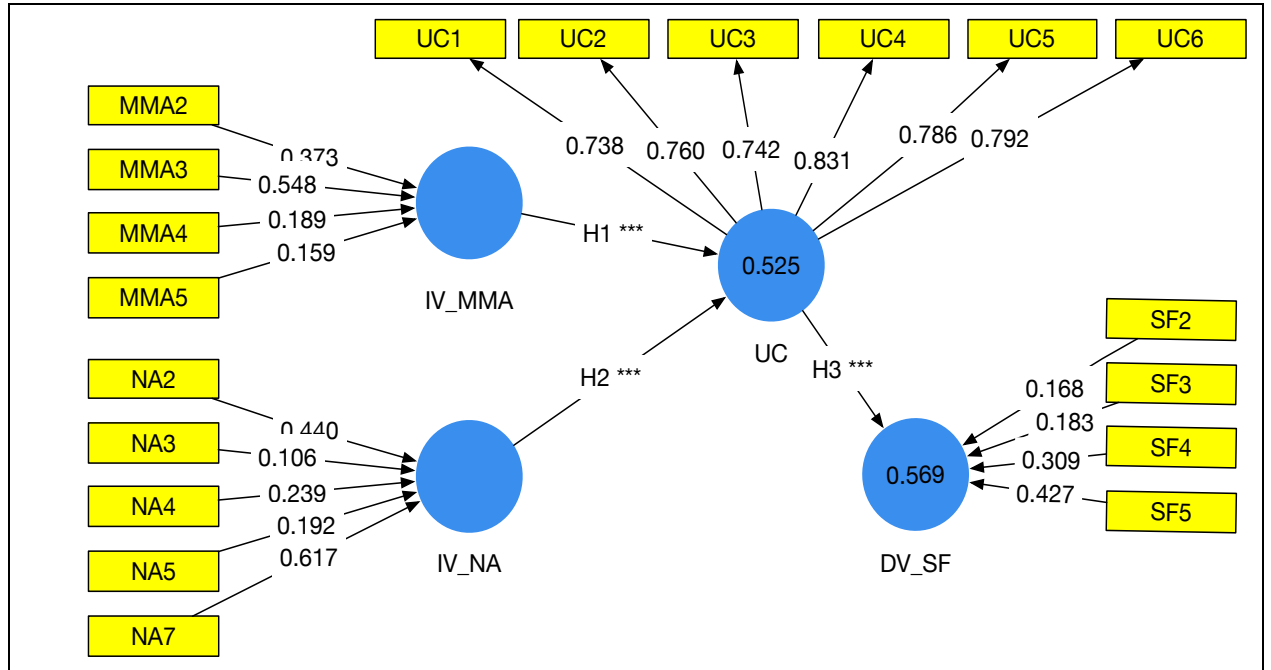 UC1 UC2 UC3 UC4 UC5 UC6
MMA2
MMA3
MMA4
MMA5
0.373
0.548
0.189
0.159
IV_MMA
0.738 0.760 0.742 0.831 0.786 0.792
H1 ***
0.525
UC
NA2
NA3
NA4
NA5
NA7
0.440
0.106
0.239
0.192
0.617
IV_NA
H2 ***
H3 ***
0.569
DV_SF
SF2
SF3
SF4
SF5
0.168
0.183
0.309
0.427